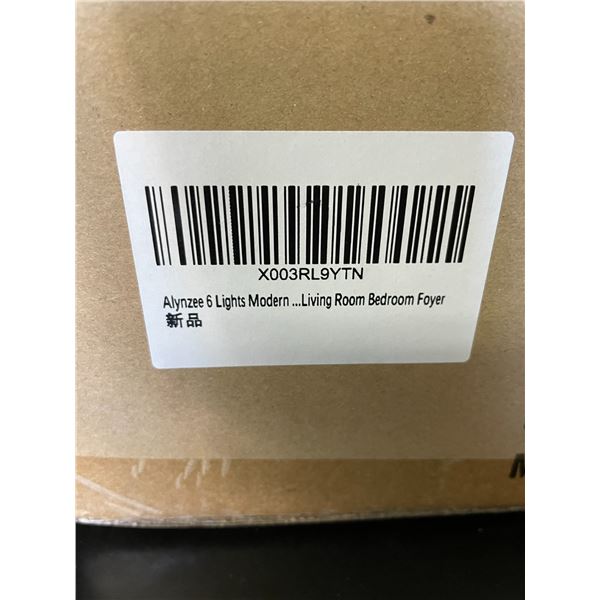 X003RL9YTN
Alynzee 6 Lights Modern ...Living Room Bedroom Foyer
新品